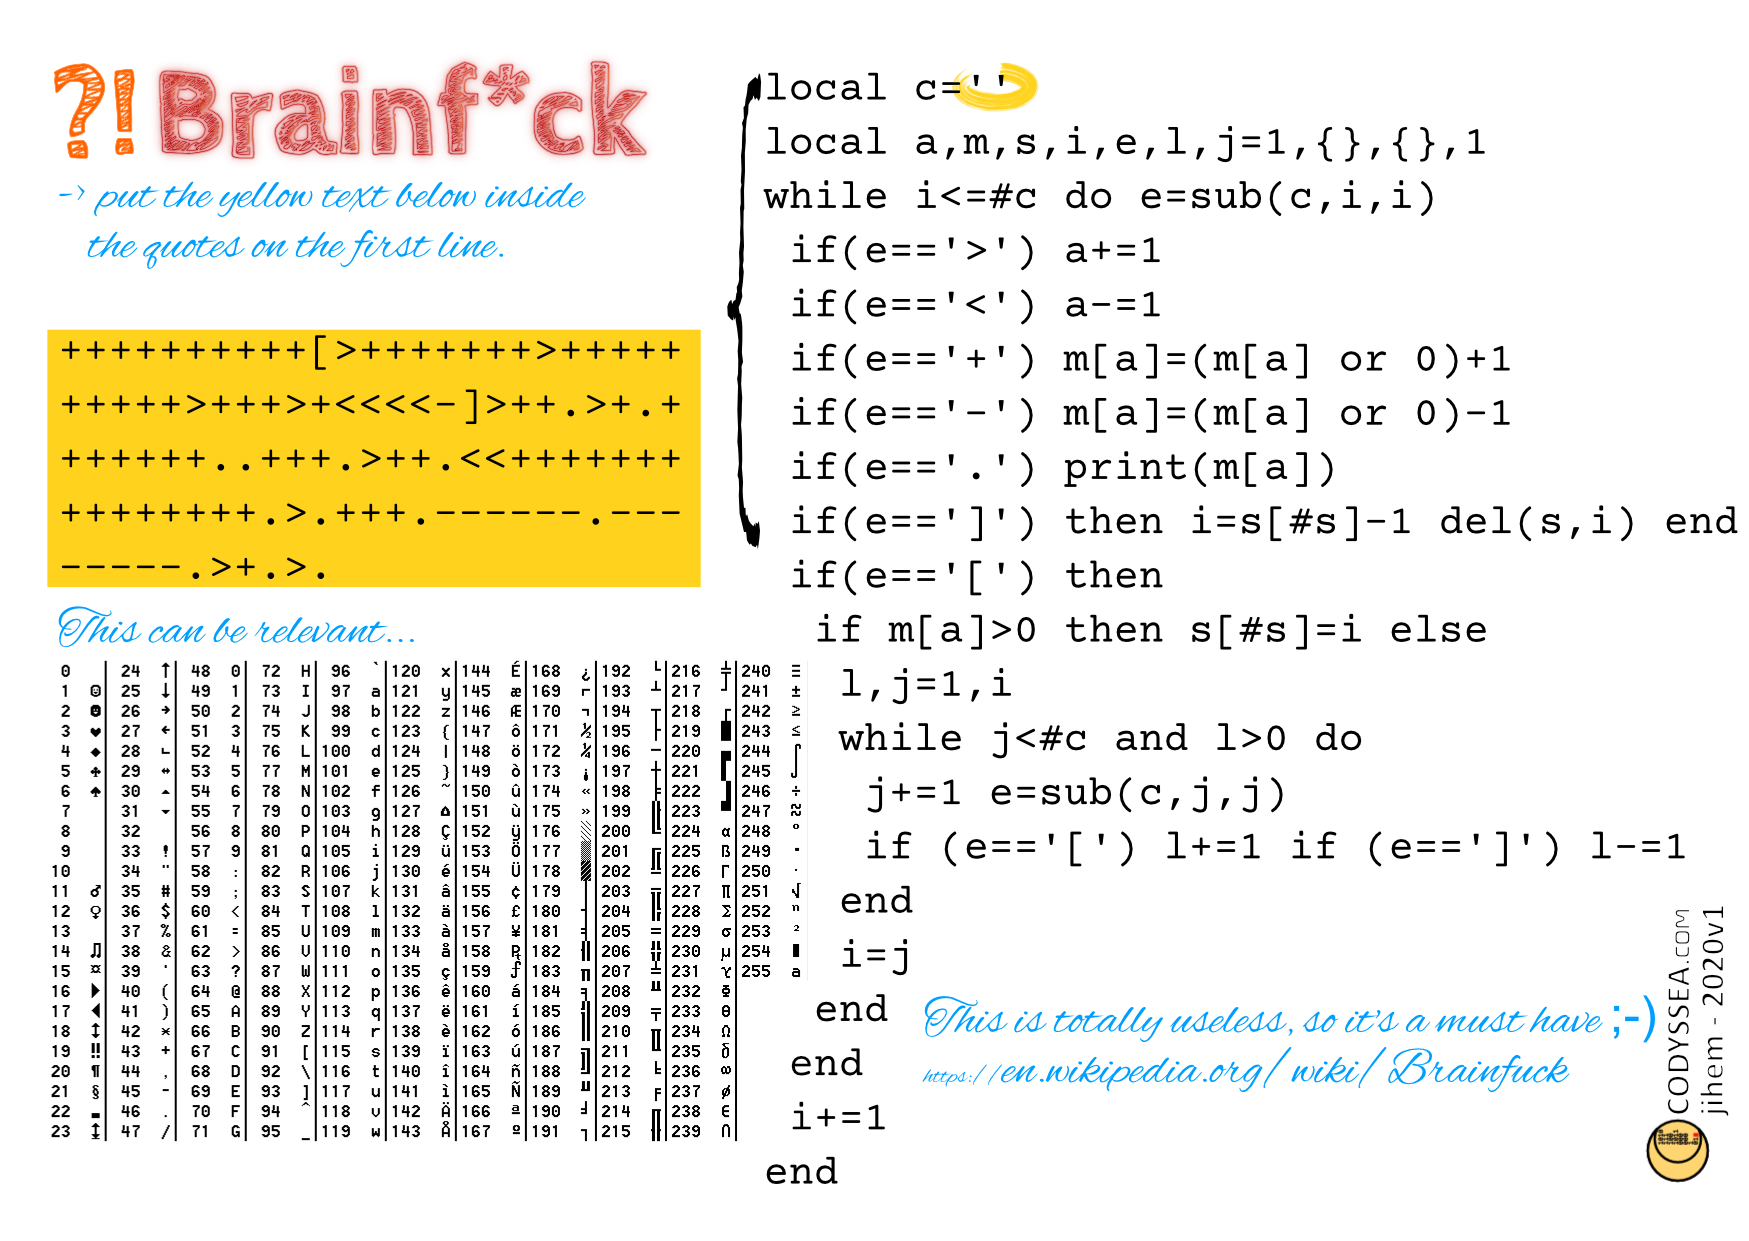 ?! Brainf*ck
-> put the yellow text below inside
the quotes on the first line.
++++++++++[>+++++++>+++++
+++++>+++>+<<<<-]>++.>+.+
++++++..+++.>++.<<+++++++
++++++++.>.+++.------.---
-----.>+.>.
This can be relevant...
0 24 ↑ 48 0 72 H 96 ` 120 x 144 É 168 ¿ 192 └ 216 ╪ 240 ≡
1 ☺ 25 ↓ 49 1 73 I 97 a 121 y 145 æ 169 ⌐ 193 ┴ 217 ┘ 241 ±
2 ☻ 26 → 50 2 74 J 98 b 122 z 146 Æ 170 ¬ 194 ┬ 218 ┌ 242 ≥
3 ♥ 27 ← 51 3 75 K 99 c 123 { 147 ô 171 ½ 195 ├ 219 █ 243 ≤
4 ♦ 28 ∟ 52 4 76 L 100 d 124 | 148 ö 172 ¼ 196 ─ 220 ▄ 244 ⌠
5 ♣ 29 ↔ 53 5 77 M 101 e 125 } 149 ò 173 ¡ 197 ┼ 221 ▌ 245 ⌡
6 ♠ 30 ▲ 54 6 78 N 102 f 126 ~ 150 û 174 « 198 ╞ 222 ▐ 246 ÷
7 31 ▼ 55 7 79 O 103 g 127 ⌂ 151 ù 175 » 199 ╟ 223 ▀ 247 ≈
8 32 56 8 80 P 104 h 128 Ç 152 ÿ 176 ░ 200 ╚ 224 α 248 °
9 33 ! 57 9 81 Q 105 i 129 ü 153 Ö 177 ▒ 201 ╔ 225 ß 249 ∙
10 34 " 58 : 82 R 106 j 130 é 154 Ü 178 ▓ 202 ╩ 226 Γ 250 ·
11 ♂ 35 # 59 ; 83 S 107 k 131 â 155 ¢ 179 │ 203 ╦ 227 π 251 √
12 ♀ 36 $ 60 < 84 T 108 l 132 ä 156 £ 180 ┤ 204 ╠ 228 Σ 252 ⁿ
13 37 % 61 = 85 U 109 m 133 à 157 ¥ 181 ╡ 205 ═ 229 σ 253 ²
14 ♫ 38 & 62 > 86 V 110 n 134 å 158 ₧ 182 ╢ 206 ╬ 230 µ 254 ■
15 ¤ 39 ' 63 ? 87 W 111 o 135 ç 159 ƒ 183 ╖ 207 ╧ 231 γ 255 a
16 ► 40 ( 64 @ 88 X 112 p 136 ê 160 á 184 ╕ 208 ╨ 232 Φ
17 ◄ 41 ) 65 A 89 Y 113 q 137 ë 161 í 185 ╣ 209 ╤ 233 θ
18 ↕ 42 * 66 B 90 Z 114 r 138 è 162 ó 186 ║ 210 ╥ 234 Ω
19 ‼ 43 + 67 C 91 [ 115 s 139 ï 163 ú 187 ╗ 211 ╙ 235 δ
20 ¶ 44 , 68 D 92 \ 116 t 140 î 164 ñ 188 ╝ 212 ╘ 236 ∞
21 § 45 - 69 E 93 ] 117 u 141 ì 165 Ñ 189 ╜ 213 ╒ 237 ø
22 ▬ 46 . 70 F 94 ^ 118 v 142 Ä 166 ª 190 ╛ 214 ╓ 238 ∈
23 ↨ 47 / 71 G 95 _ 119 w 143 Å 167 º 191 ┐ 215 ╫ 239 ∩
local c=''
local a,m,s,i,e,l,j=1,{},{},1
while i<=#c do e=sub(c,i,i)
if(e=='>') a+=1
if(e=='<') a-=1
if(e=='+') m[a]=(m[a] or 0)+1
if(e=='-') m[a]=(m[a] or 0)-1
if(e=='.') print(m[a])
if(e==']') then i=s[#s]-1 del(s,i) end
if(e=='[') then
if m[a]>0 then s[#s]=i else
l,j=1,i
while j<#c and l>0 do
j+=1 e=sub(c,j,j)
if (e=='[') l+=1 if (e==']') l-=1
end
i=j
end
end
i+=1
end
This is totally useless, so it's a must have ;-)
https://en.wikipedia.org/wiki/Brainfuck
CODYSSEA.COM
jihem - 2020v1